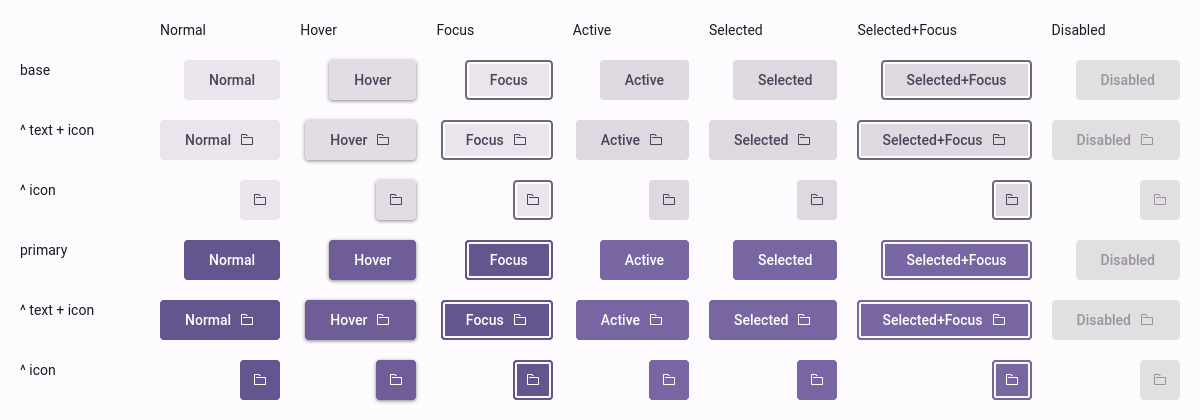 Normal Hover Focus Active Selected Selected+Focus Disabled
base Normal Hover Focus Active Selected Selected+Focus Disabled
^ text + icon Normal Hover Focus Active Selected Selected+Focus Disabled
^ icon
primary Normal Hover Focus Active Selected Selected+Focus Disabled
^ text + icon Normal Hover Focus Active Selected Selected+Focus Disabled
^ icon